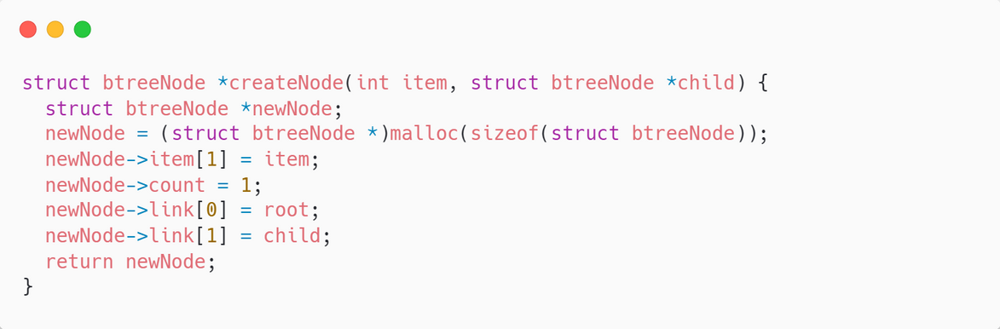 struct btreeNode *createNode(int item, struct btreeNode *child) {
  struct btreeNode *newNode;
  newNode = (struct btreeNode *)malloc(sizeof(struct btreeNode));
  newNode->item[1] = item;
  newNode->count = 1;
  newNode->link[0] = root;
  newNode->link[1] = child;
  return newNode;
}